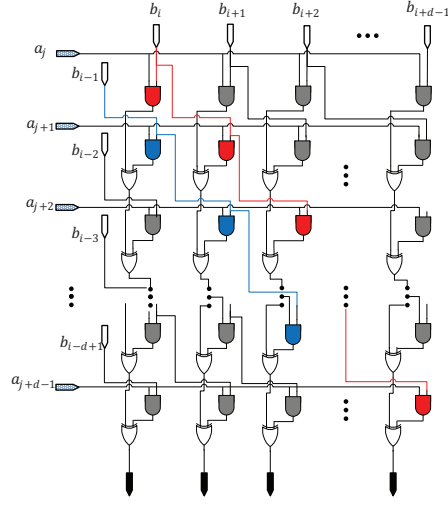 b_i b_{i+1} b_{i+2} b_{i+d-1}
a_j
b_{i-1}
a_{j+1}
b_{i-2}
a_{j+2}
b_{i-3}
b_{i-d+1}
a_{j+d-1}